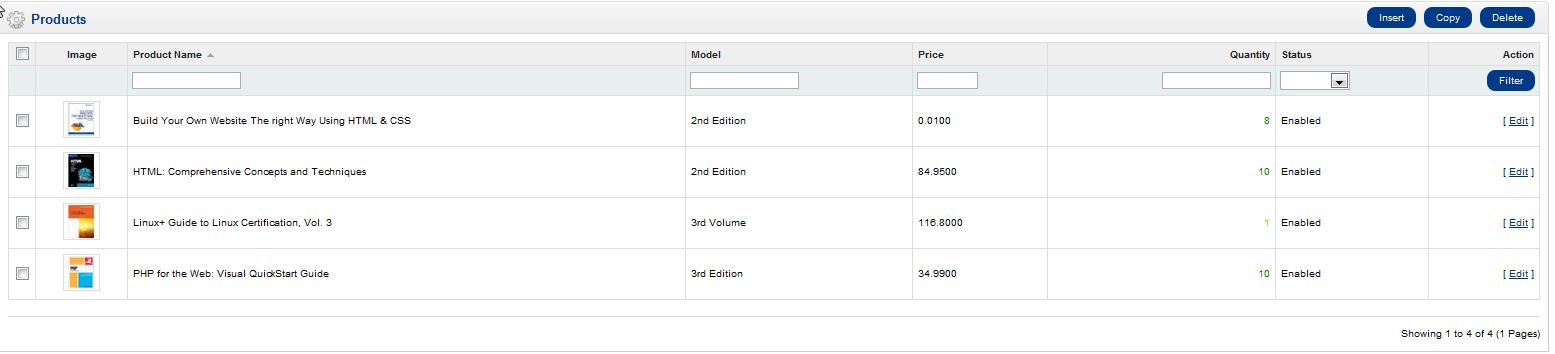 Products Insert Copy Delete
Image Product Name Model Price Quantity Status Action
Filter
Build Your Own Website The right Way Using HTML & CSS 2nd Edition 0.0100 8 Enabled [ Edit ]
HTML: Comprehensive Concepts and Techniques 2nd Edition 84.9500 10 Enabled [ Edit ]
Linux+ Guide to Linux Certification, Vol. 3 3rd Volume 116.8000 1 Enabled [ Edit ]
PHP for the Web: Visual QuickStart Guide 3rd Edition 34.9900 10 Enabled [ Edit ]
Showing 1 to 4 of 4 (1 Pages)